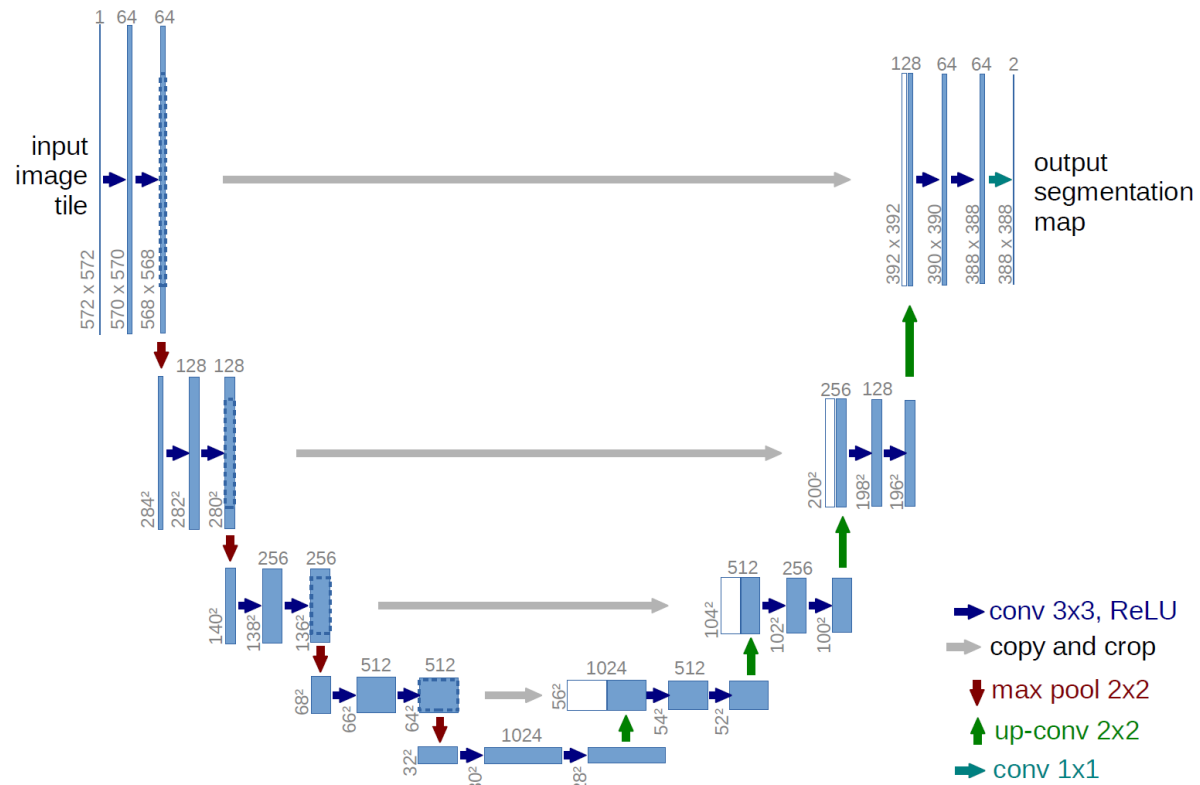 1 64 64
128 64 64 2
input
image
tile
output
segmentation
map
572 x 572
570 x 570
568 x 568
392 x 392
390 x 390
388 x 388
388 x 388
128 128
256 128
284²
282²
280²
200²
198²
196²
256 256
512 256
140²
138²
136²
104²
102²
100²
512 512
1024 512
68²
66²
64²
56²
54²
52²
1024
32²
conv 3x3, ReLU
copy and crop
max pool 2x2
up-conv 2x2
conv 1x1